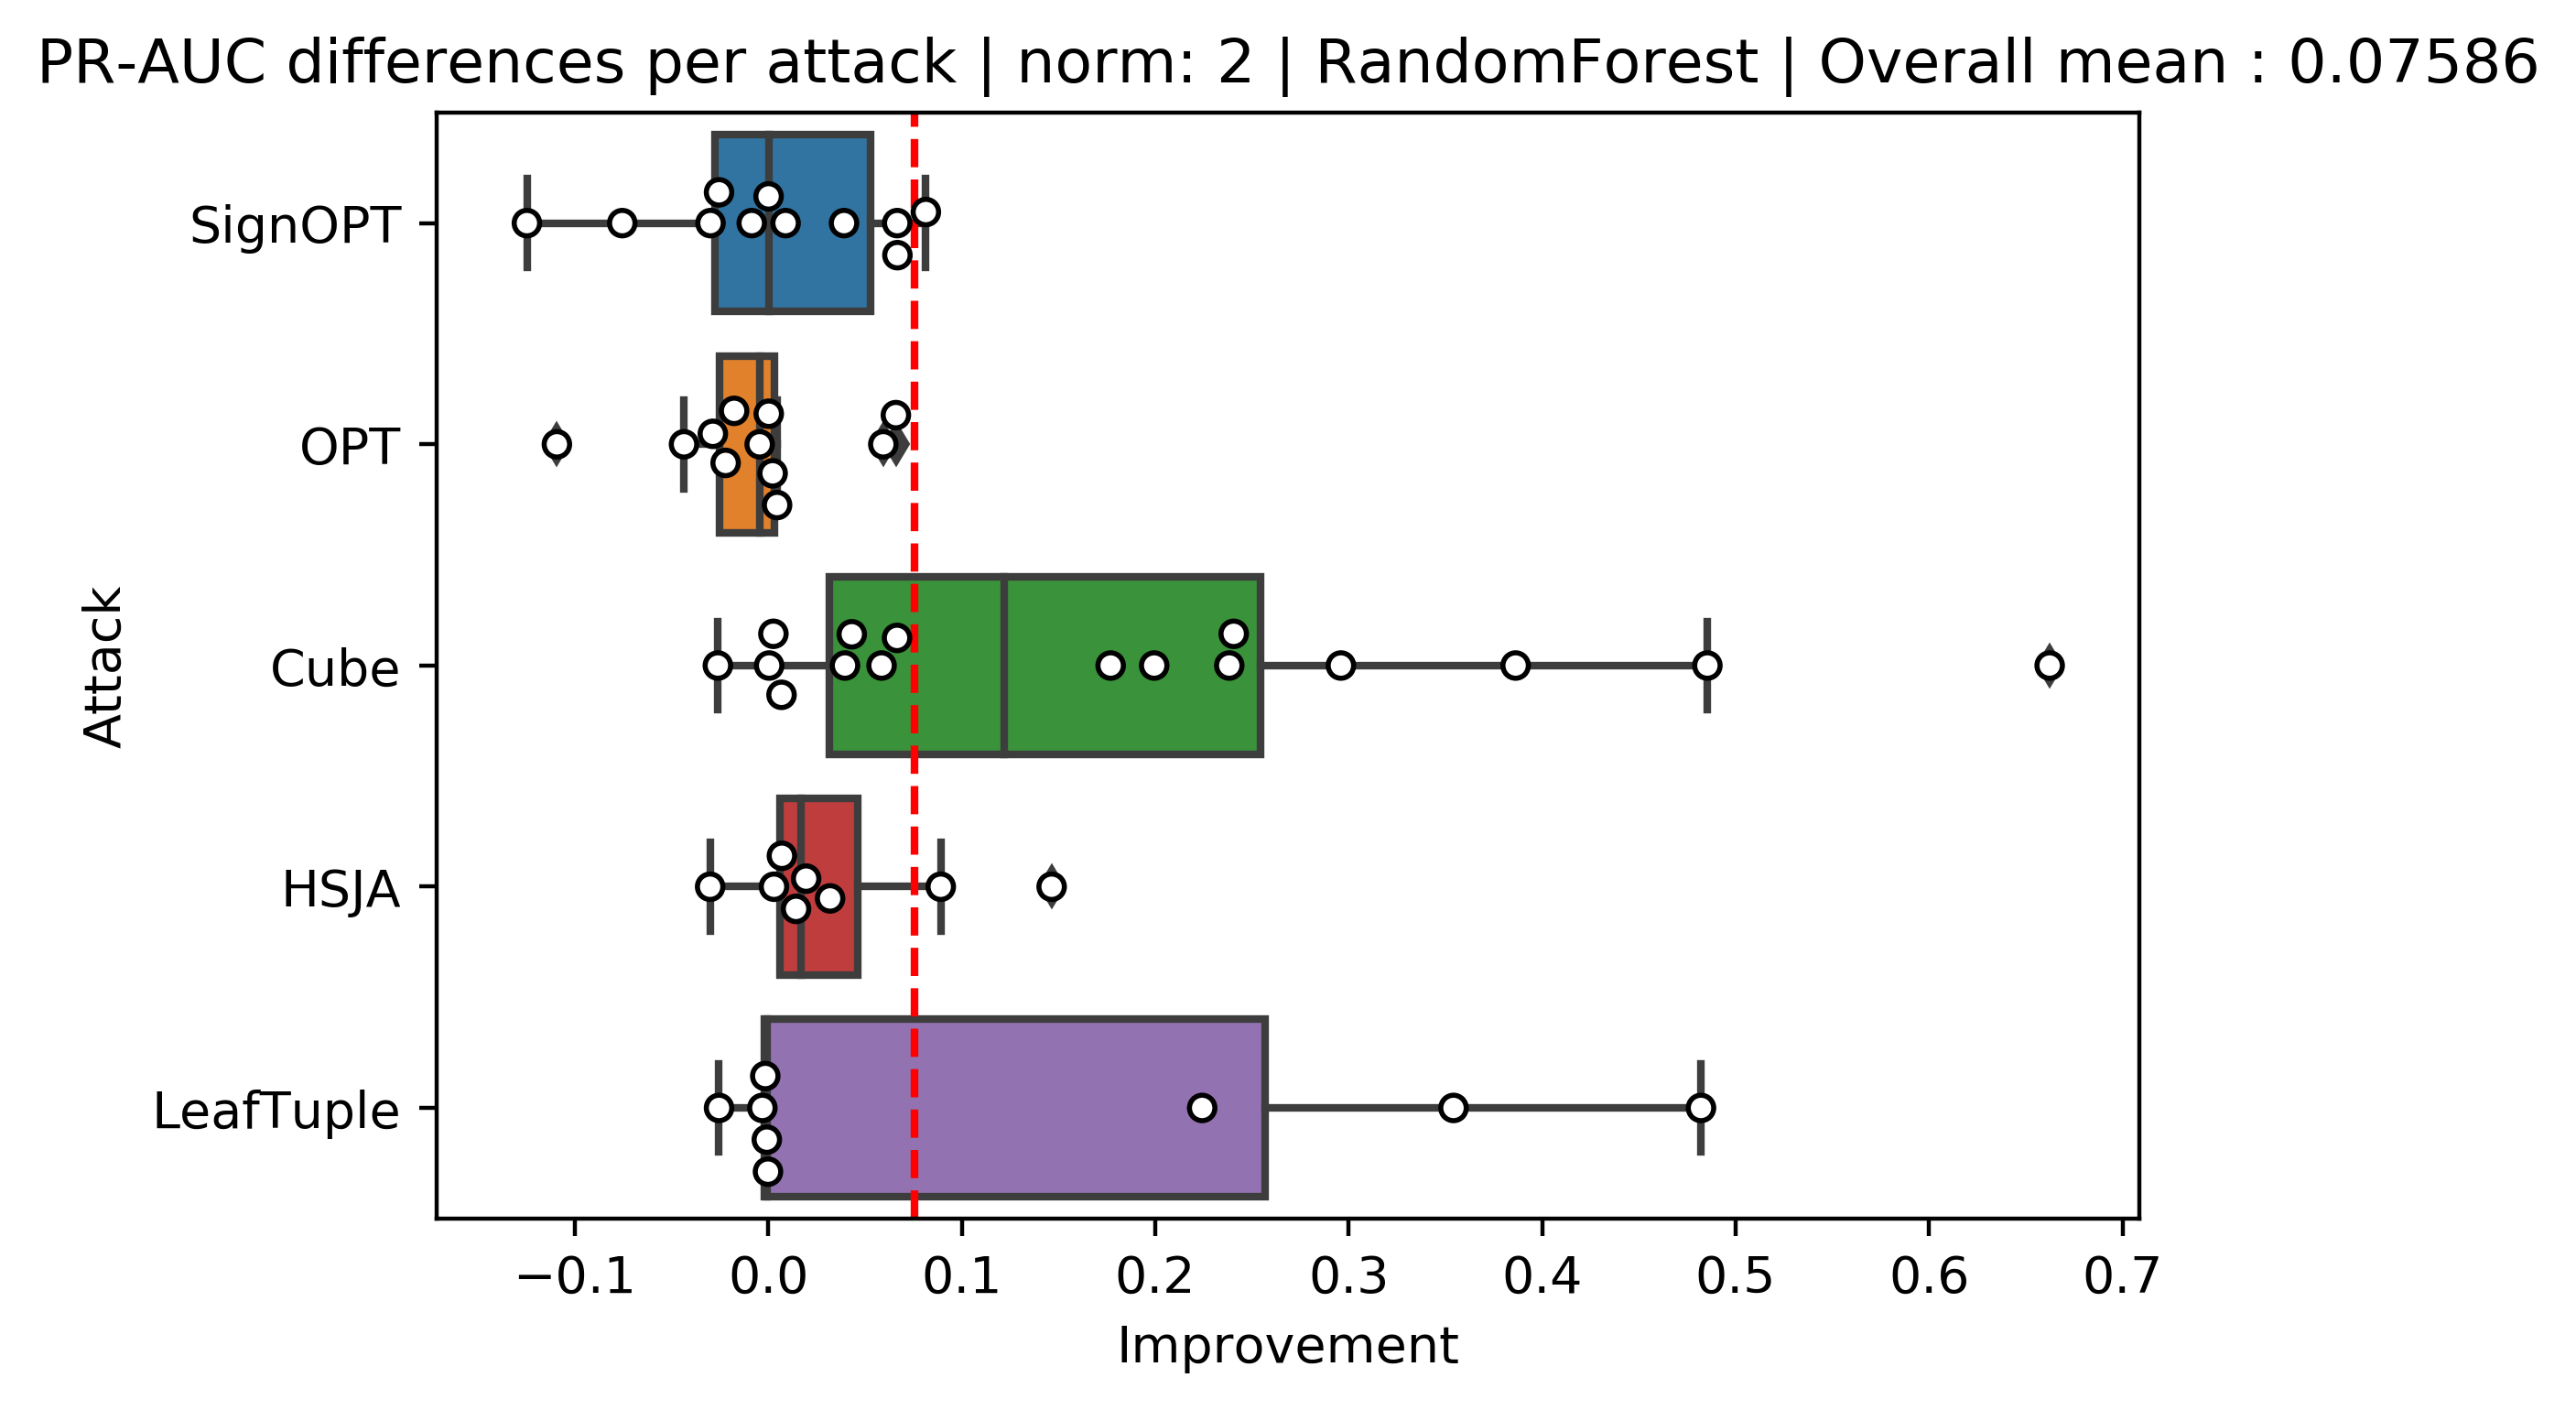 PR-AUC differences per attack | norm: 2 | RandomForest | Overall mean : 0.07586
SignOPT
OPT
Cube
HSJA
LeafTuple
Attack
−0.1 0.0 0.1 0.2 0.3 0.4 0.5 0.6 0.7
Improvement